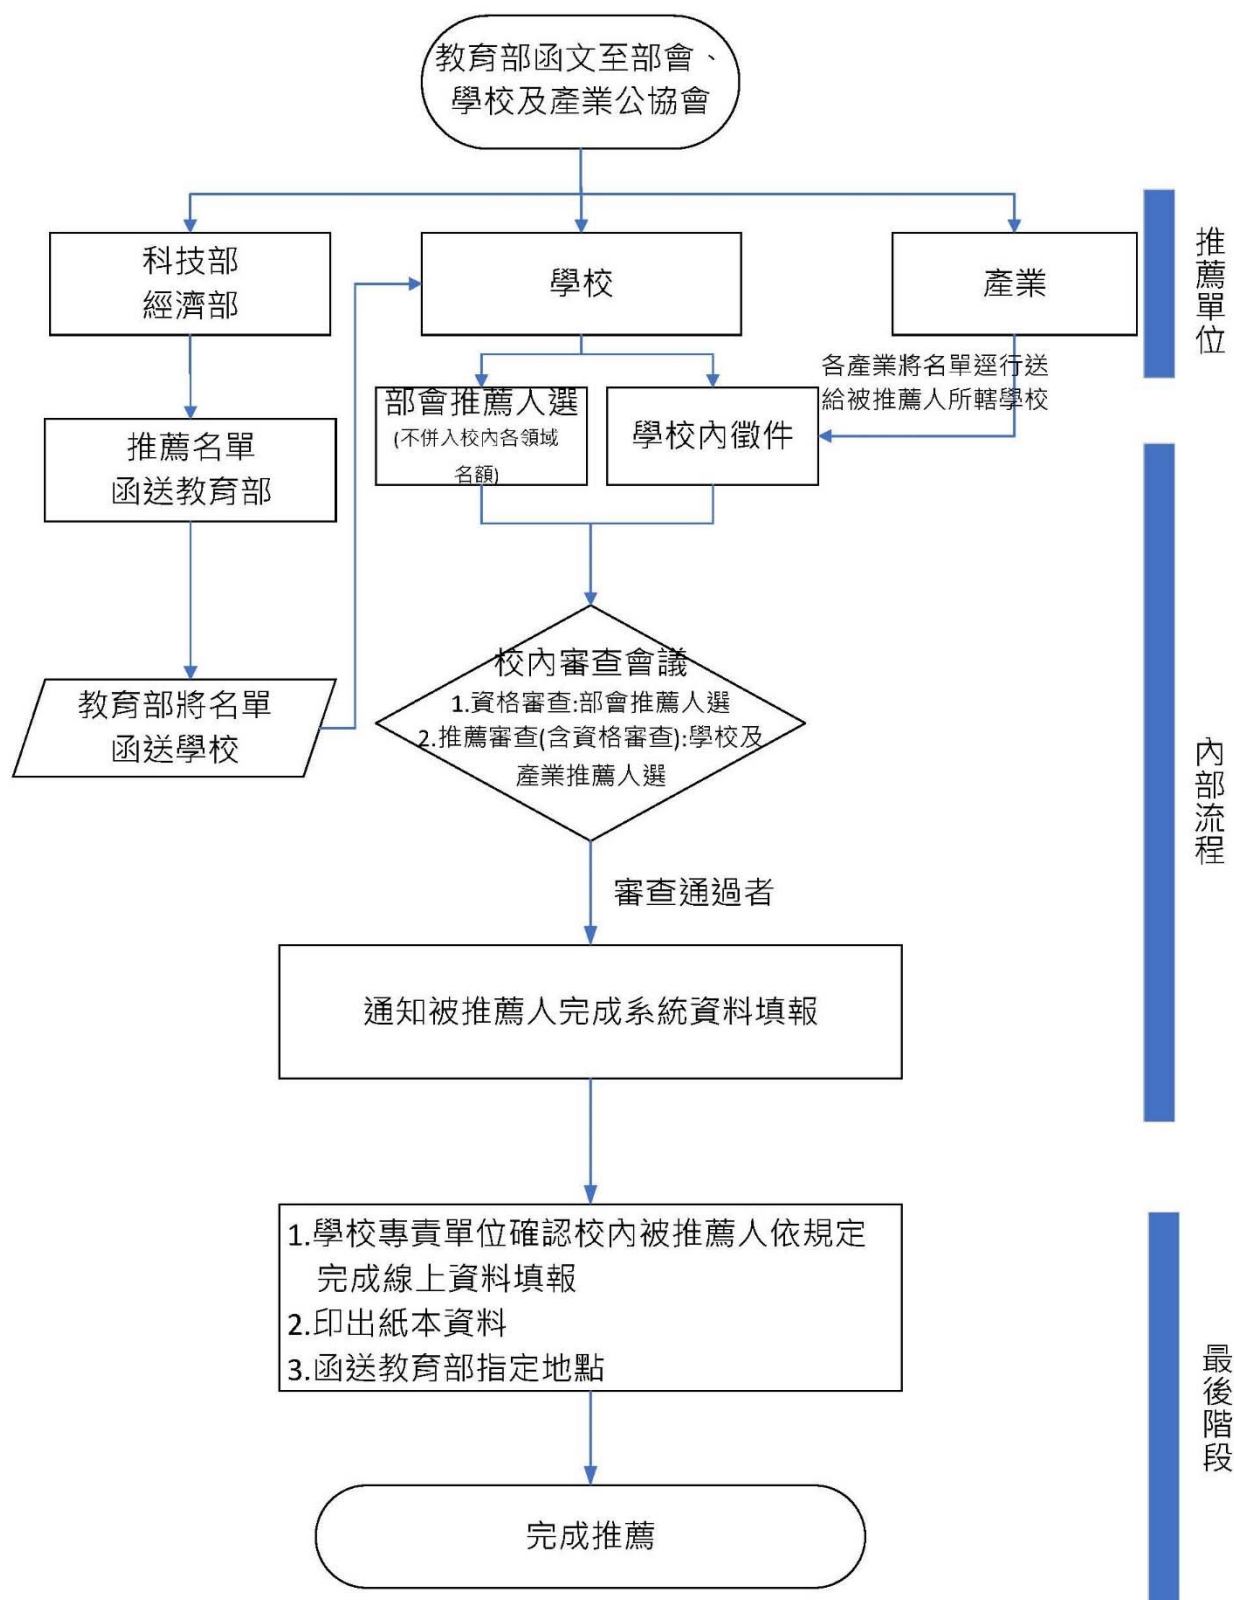 教育部函文至部會、
學校及產業公協會
科技部
經濟部
學校
產業
推薦單位
各產業將名單逕行送
給被推薦人所轄學校
推薦名單
函送教育部
部會推薦人選
(不併入校內各領域
名額)
學校內徵件
教育部將名單
函送學校
校內審查會議
1.資格審查:部會推薦人選
2.推薦審查(含資格審查):學校及
產業推薦人選
內部流程
審查通過者
通知被推薦人完成系統資料填報
1.學校專責單位確認校內被推薦人依規定
完成線上資料填報
2.印出紙本資料
3.函送教育部指定地點
最後階段
完成推薦